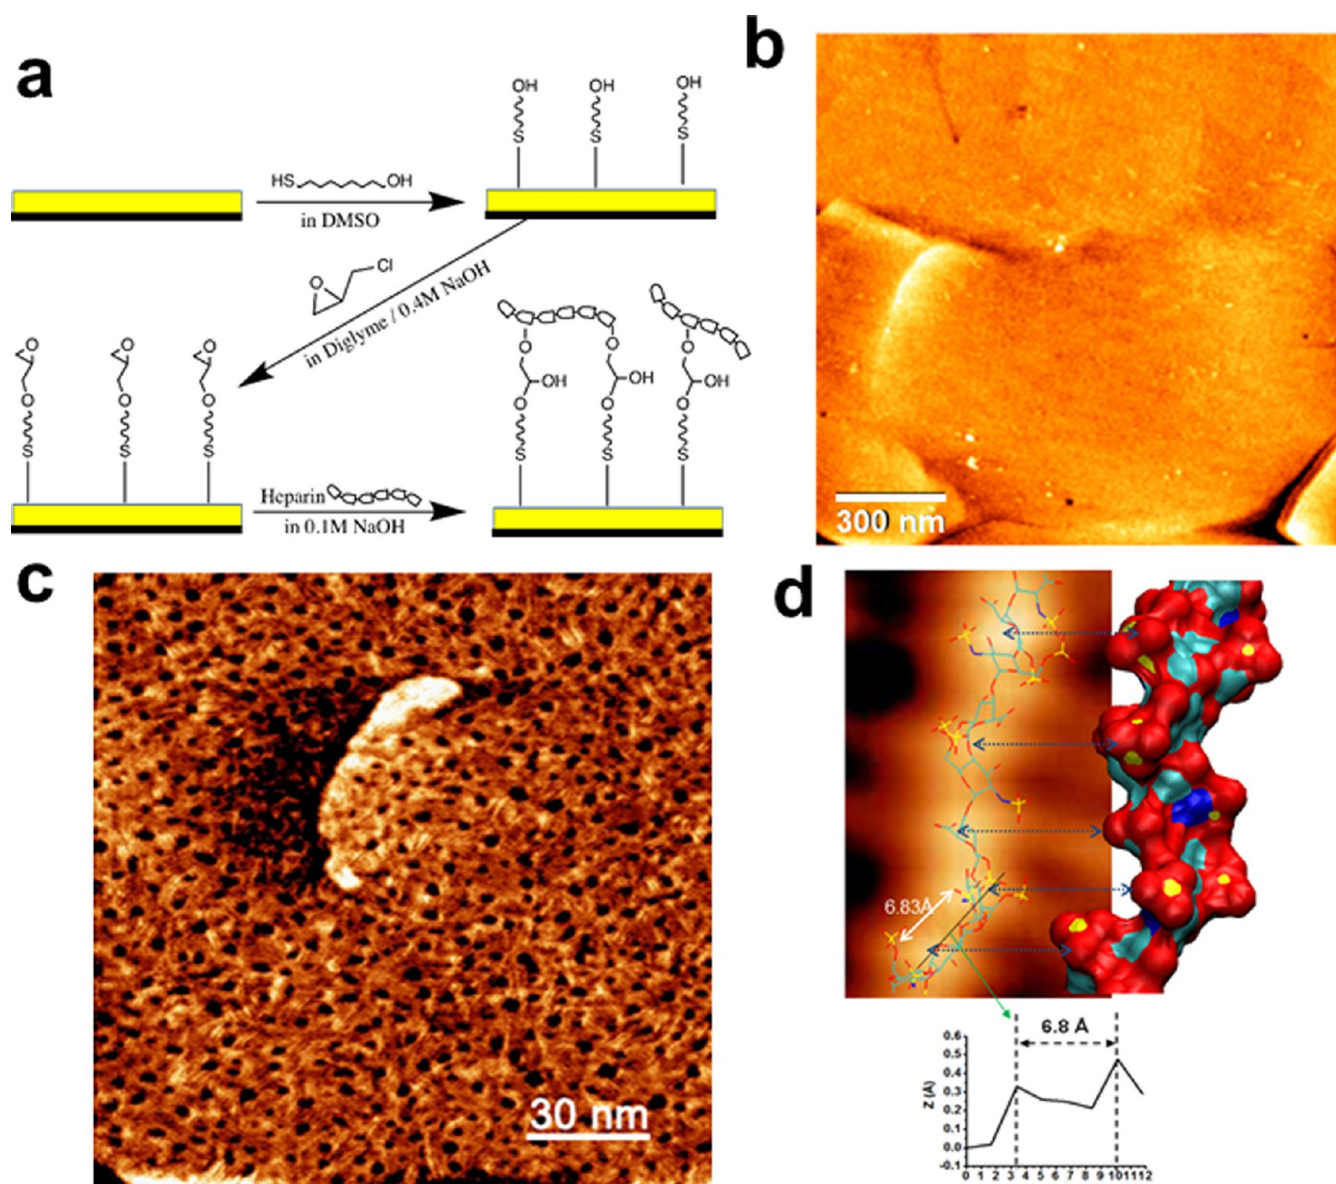 a
HS OH
in DMSO
OH OH OH
S S S
O Cl
in Diglyme / 0.4M NaOH
O O O
O O O
S S S
Heparin
in 0.1M NaOH
O O O
OH OH OH
O O O
S S S
b
300 nm
c
30 nm
d
6.83Å
6.8 Å
Z (Å)
0.6
0.5
0.4
0.3
0.2
0.1
0.0
-0.1
0 1 2 3 4 5 6 7 8 9 10 11 12